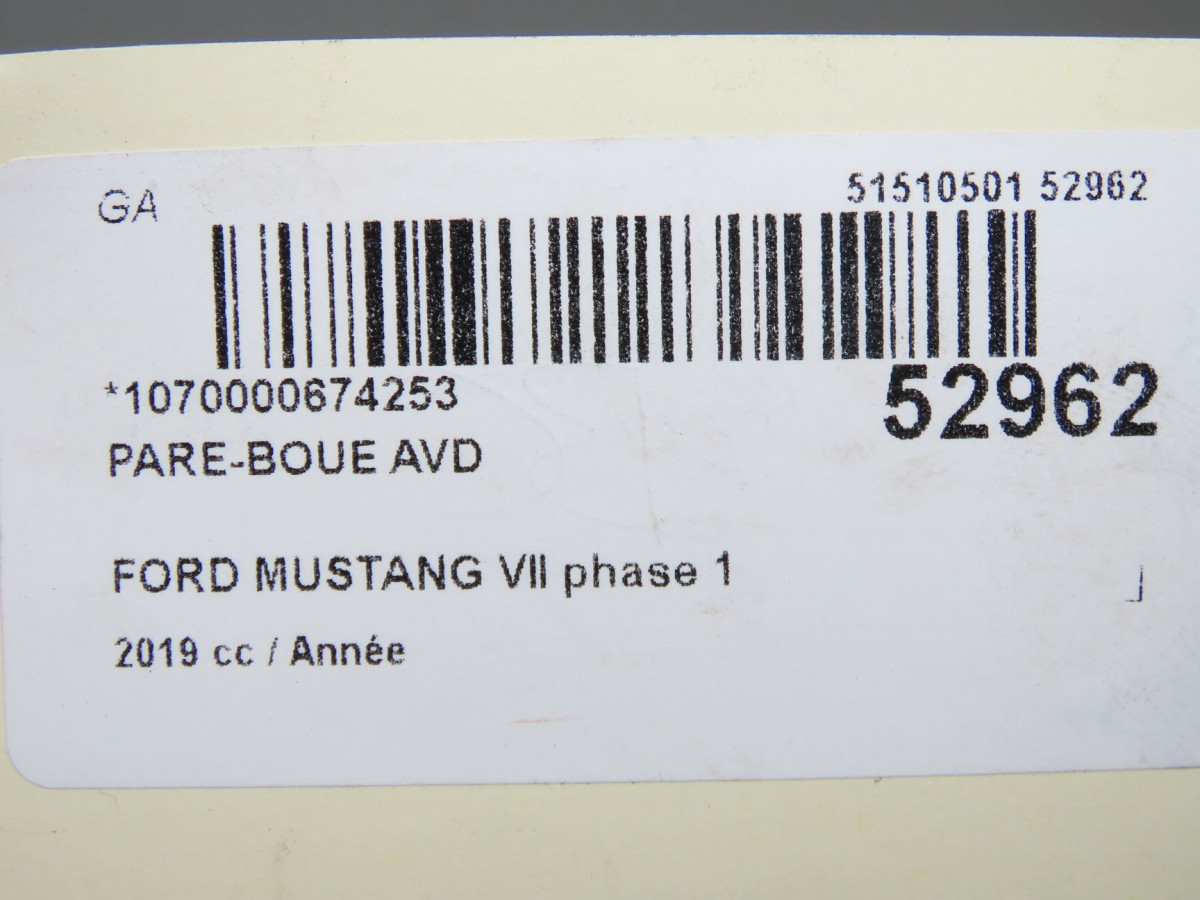 GA
51510501 52962
*1070000674253
52962
PARE-BOUE AVD
FORD MUSTANG VII phase 1
2019 cc / Année